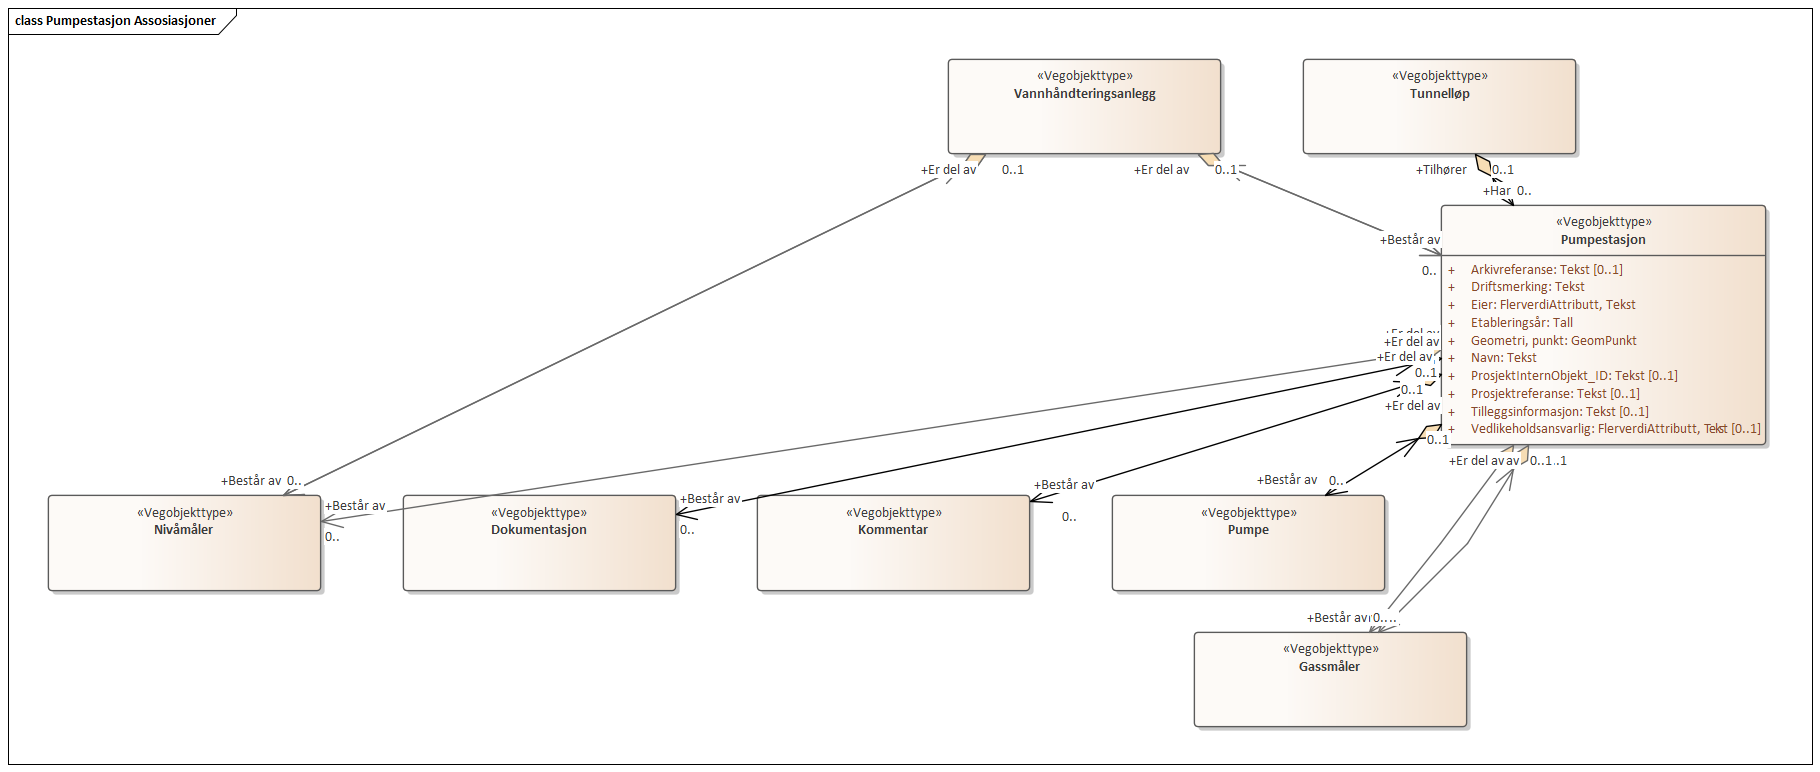 class Pumpestasjon Assosiasjoner
«Vegobjekttype»
Vannhåndteringsanlegg
«Vegobjekttype»
Tunnelløp
+Er del av
0..1
+Er del av
0..1
+Tilhører
0..1
+Har 0..
«Vegobjekttype»
Pumpestasjon
+Består av
0..
+ Arkivreferanse: Tekst [0..1]
+ Driftsmerking: Tekst
+ Eier: FlerverdiAttributt, Tekst
+ Etableringsår: Tall
+ Geometri, punkt: GeomPunkt
+ Navn: Tekst
+ ProsjektInternObjekt_ID: Tekst [0..1]
+ Prosjektreferanse: Tekst [0..1]
+ Tilleggsinformasjon: Tekst [0..1]
+ Vedlikeholdsansvarlig: FlerverdiAttributt, Tekst [0..1]
+Er del av
+Er del av
+Er del av
0..1
0..1
+Er del av
0..1
+Er del av
av
0..1
..1
+Består av 0..
+Består av
0..
+Består av
0..
+Består av
0..
+Består av 0..
«Vegobjekttype»
Nivåmåler
«Vegobjekttype»
Dokumentasjon
«Vegobjekttype»
Kommentar
«Vegobjekttype»
Pumpe
+Består av
0..
«Vegobjekttype»
Gassmåler